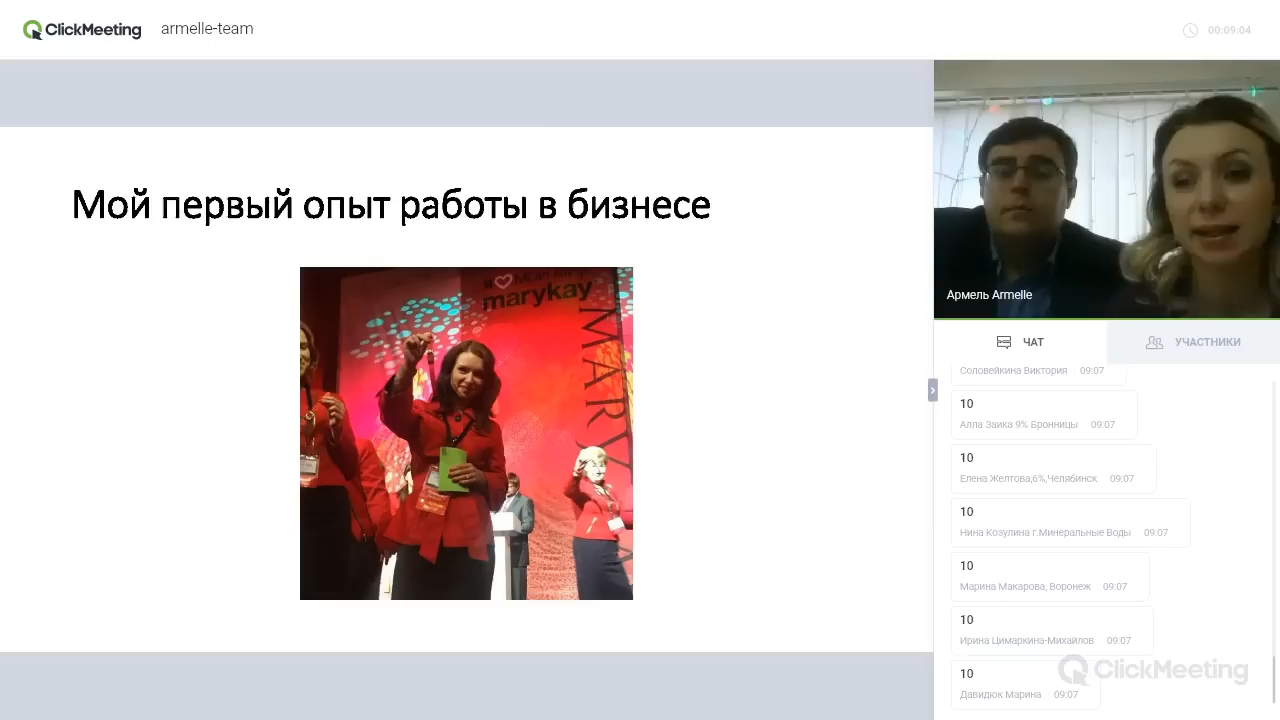 ClickMeeting
armelle-team
00:09:04
Мой первый опыт работы в бизнесе
marykay
MARY
Армель Armelle
ЧАТ
УЧАСТНИКИ
Соловейкина Виктория 09:07
10
Алла Заика 9% Бронницы 09:07
10
Елена Желтова,6%,Челябинск 09:07
10
Нина Козулина г.Минеральные Воды 09:07
10
Марина Макарова, Воронеж 09:07
10
Ирина Цимаркина-Михайлов 09:07
10
Давидюк Марина 09:07
ClickMeeting